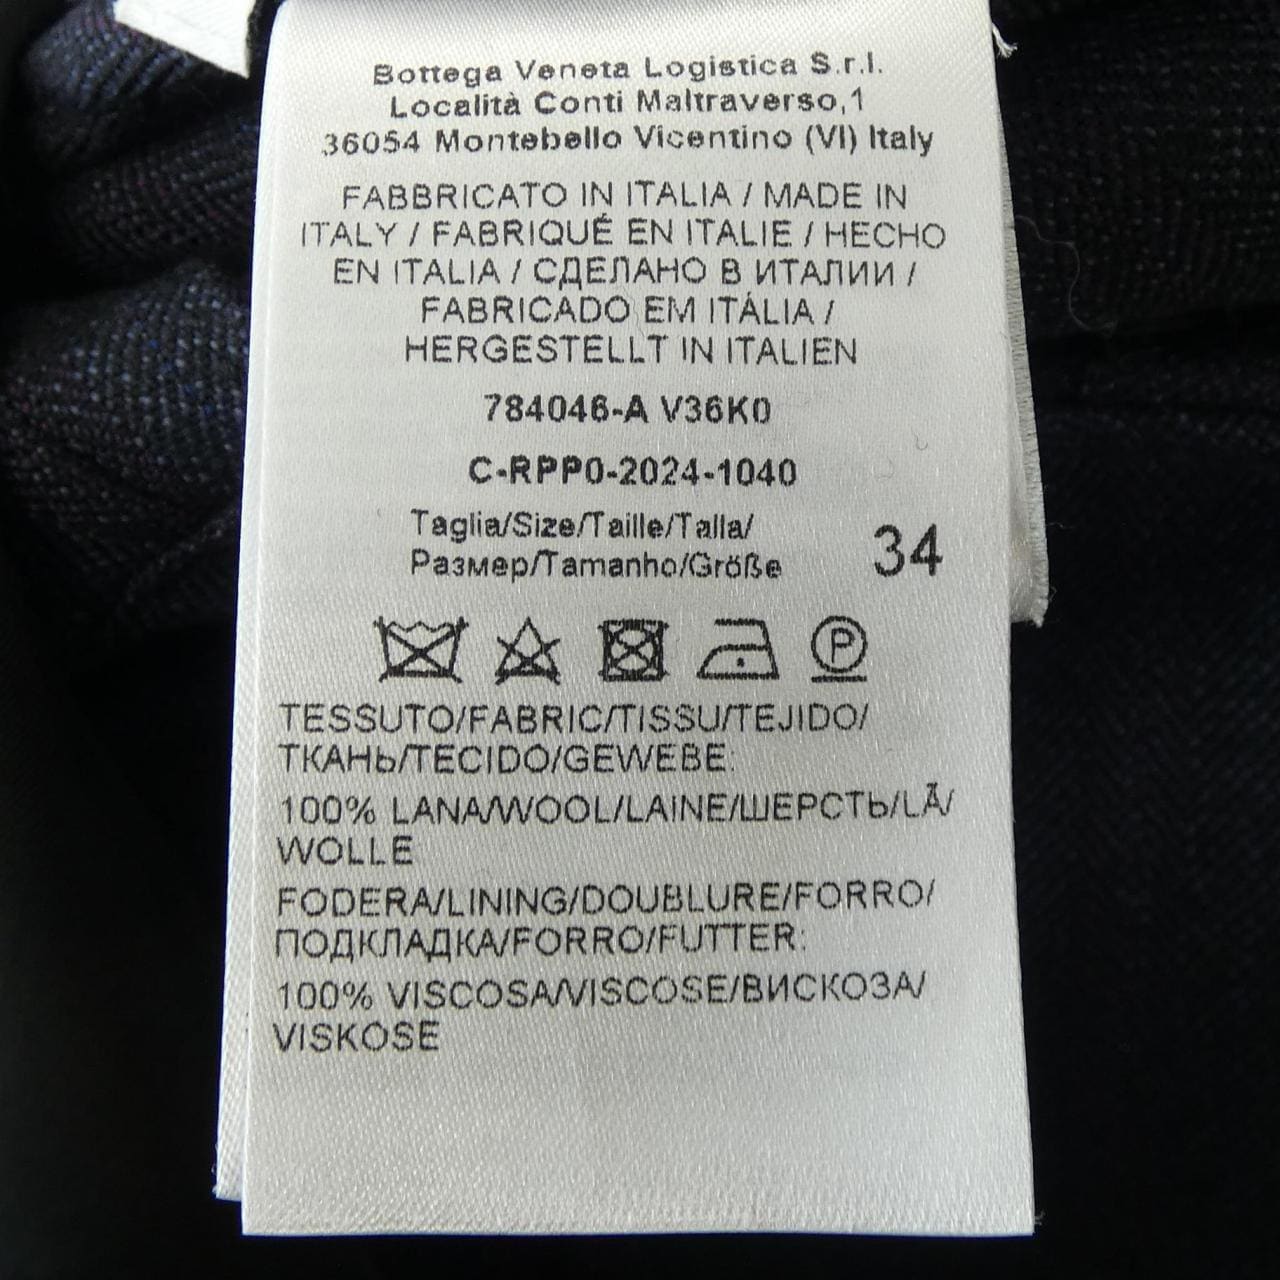 Bottega Veneta Logistica S.r.l.
Località Conti Maltraverso,1
36054 Montebello Vicentino (VI) Italy
FABBRICATO IN ITALIA / MADE IN
ITALY / FABRIQUÉ EN ITALIE / HECHO
EN ITALIA / СДЕЛАНО В ИТАЛИИ /
FABRICADO EM ITÁLIA /
HERGESTELLT IN ITALIEN
784046-A V36K0
C-RPP0-2024-1040
Taglia/Size/Taille/Talla/
Размер/Tamanho/Größe
34
P
TESSUTO/FABRIC/TISSU/TEJIDO/
ТКАНЬ/TECIDO/GEWEBE:
100% LANA/WOOL/LAINE/ШЕРСТЬ/LÃ/
WOLLE
FODERA/LINING/DOUBLURE/FORRO/
ПОДКЛАДКА/FORRO/FUTTER:
100% VISCOSA/VISCOSE/ВИСКОЗА/
VISKOSE